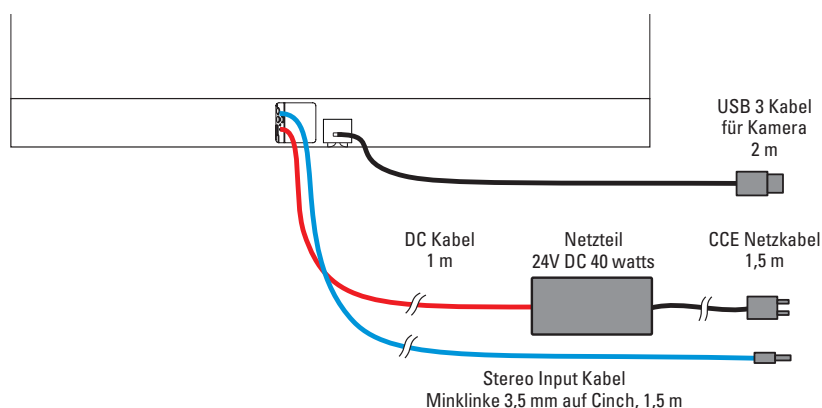 USB 3 Kabel
für Kamera
2 m
DC Kabel
1 m
Netzteil
24V DC 40 watts
CCE Netzkabel
1,5 m
Stereo Input Kabel
Minklinke 3,5 mm auf Cinch, 1,5 m